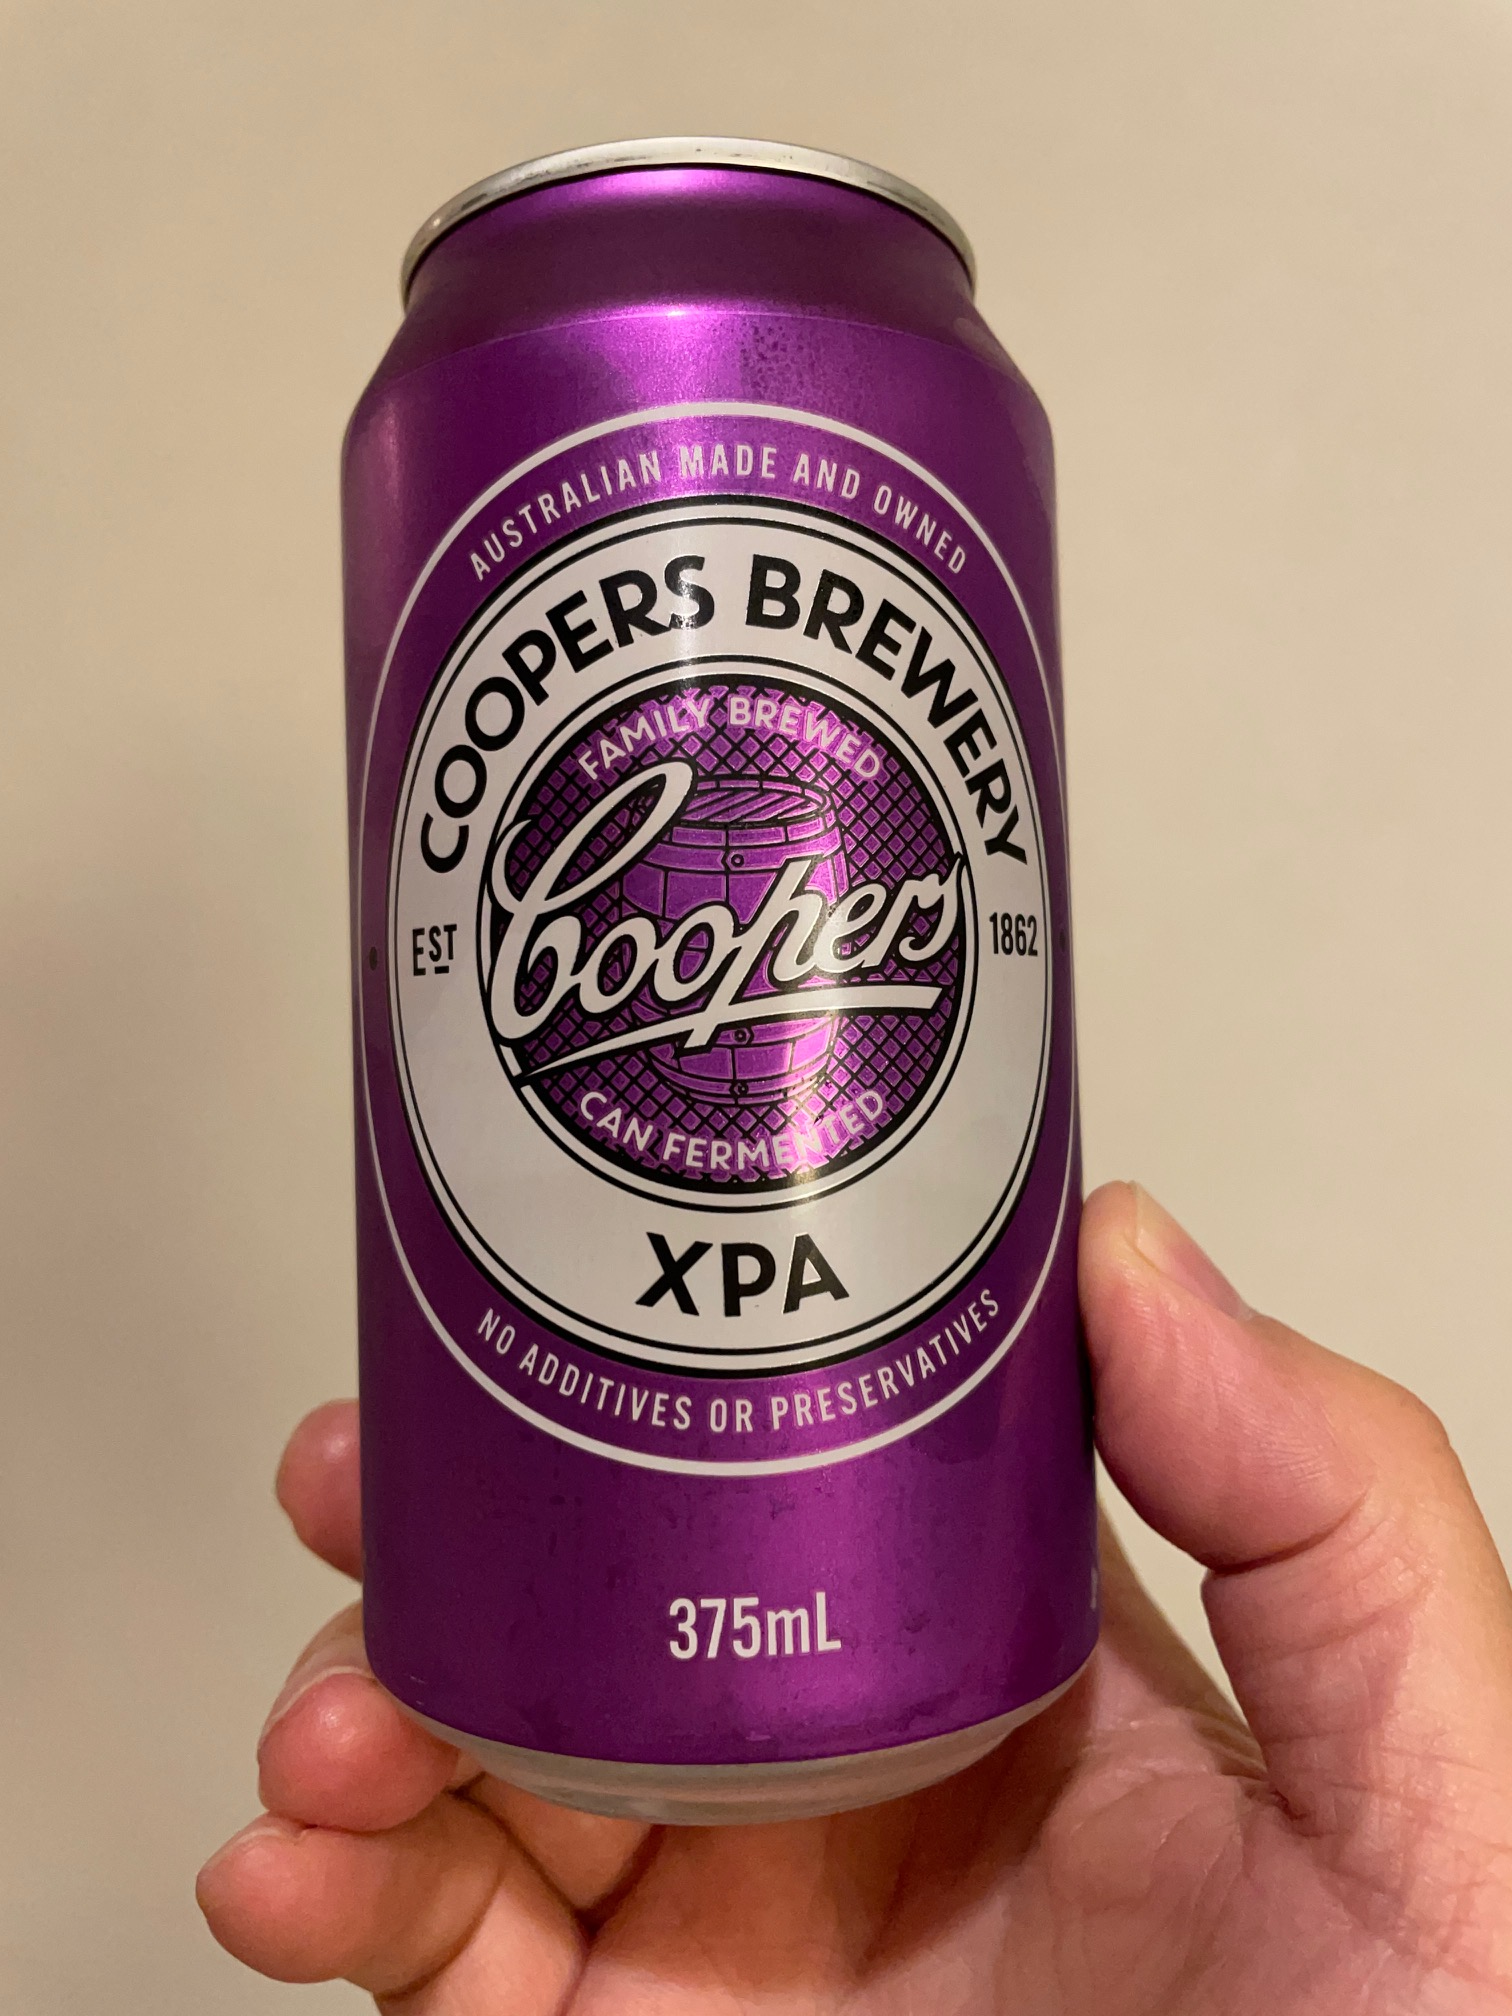 AUSTRALIAN MADE AND OWNED
COOPERS BREWERY
FAMILY BREWED
Coopers
EST 1862
CAN FERMENTED
XPA
NO ADDITIVES OR PRESERVATIVES
375mL